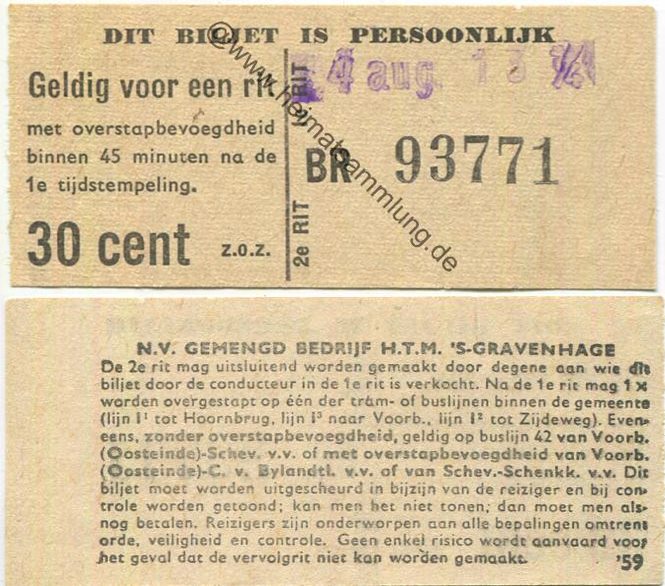 DIT BILJET IS PERSOONLIJK
Geldig voor een rit
met overstapbevoegdheid
binnen 45 minuten na de
1e tijdstempeling.
30 cent z.o.z.
1e RIT
2e RIT
4 aug. 13
BR 93771
©www.heimatsammlung.de
N.V. GEMENGD BEDRIJF H.T.M. 'S-GRAVENHAGE
De 2e rit mag uitsluitend worden gemaakt door degene aan wie dit
biljet door de conducteur in de 1e rit is verkocht. Na de 1e rit mag 1 ×
worden overgestapt op één der tram- of buslijnen binnen de gemeente
(lijn I¹ tot Hoornbrug, lijn I³ naar Voorb., lijn I² tot Zijdeweg). Even-
eens, zonder overstapbevoegdheid, geldig op buslijn 42 van Voorb.
(Oosteinde)-Schev. v.v. of met overstapbevoegdheid van Voorb.
(Oosteinde)-C. v. Bylandtl. v.v. of van Schev.-Schenkk. v.v. Dit
biljet moet worden uitgescheurd in bijzijn van de reiziger en bij con-
trole worden getoond; kan men het niet tonen, dan moet men als-
nog betalen. Reizigers zijn onderworpen aan alle bepalingen omtrent
orde, veiligheid en controle. Geen enkel risico wordt aanvaard voor
het geval dat de vervolgrit niet kan worden gemaakt. '59